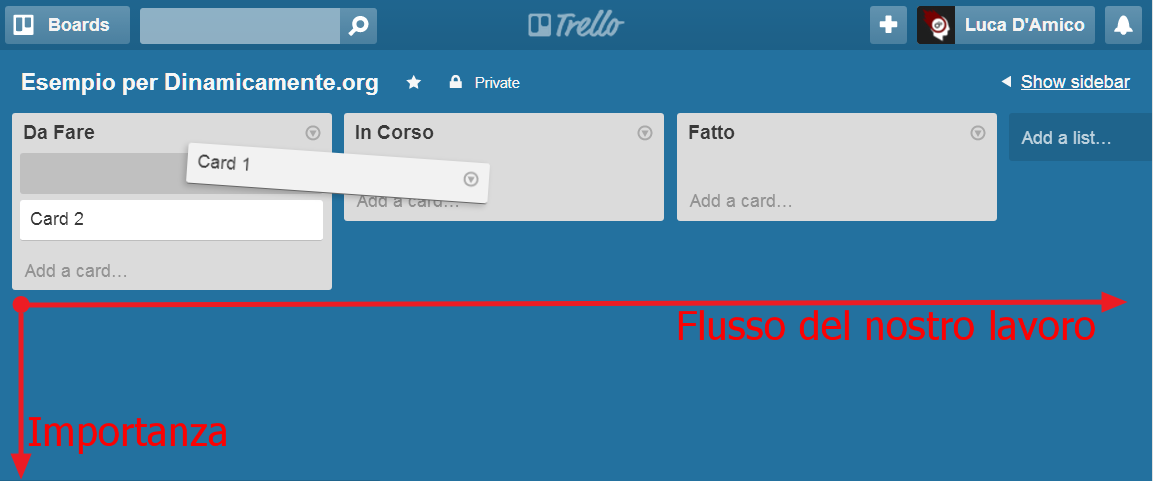 Boards
Trello
Luca D'Amico
Esempio per Dinamicamente.org
Private
Show sidebar
Da Fare
In Corso
Fatto
Add a list…
Card 1
Card 2
Add a card…
Add a card…
Add a card…
Flusso del nostro lavoro
Importanza